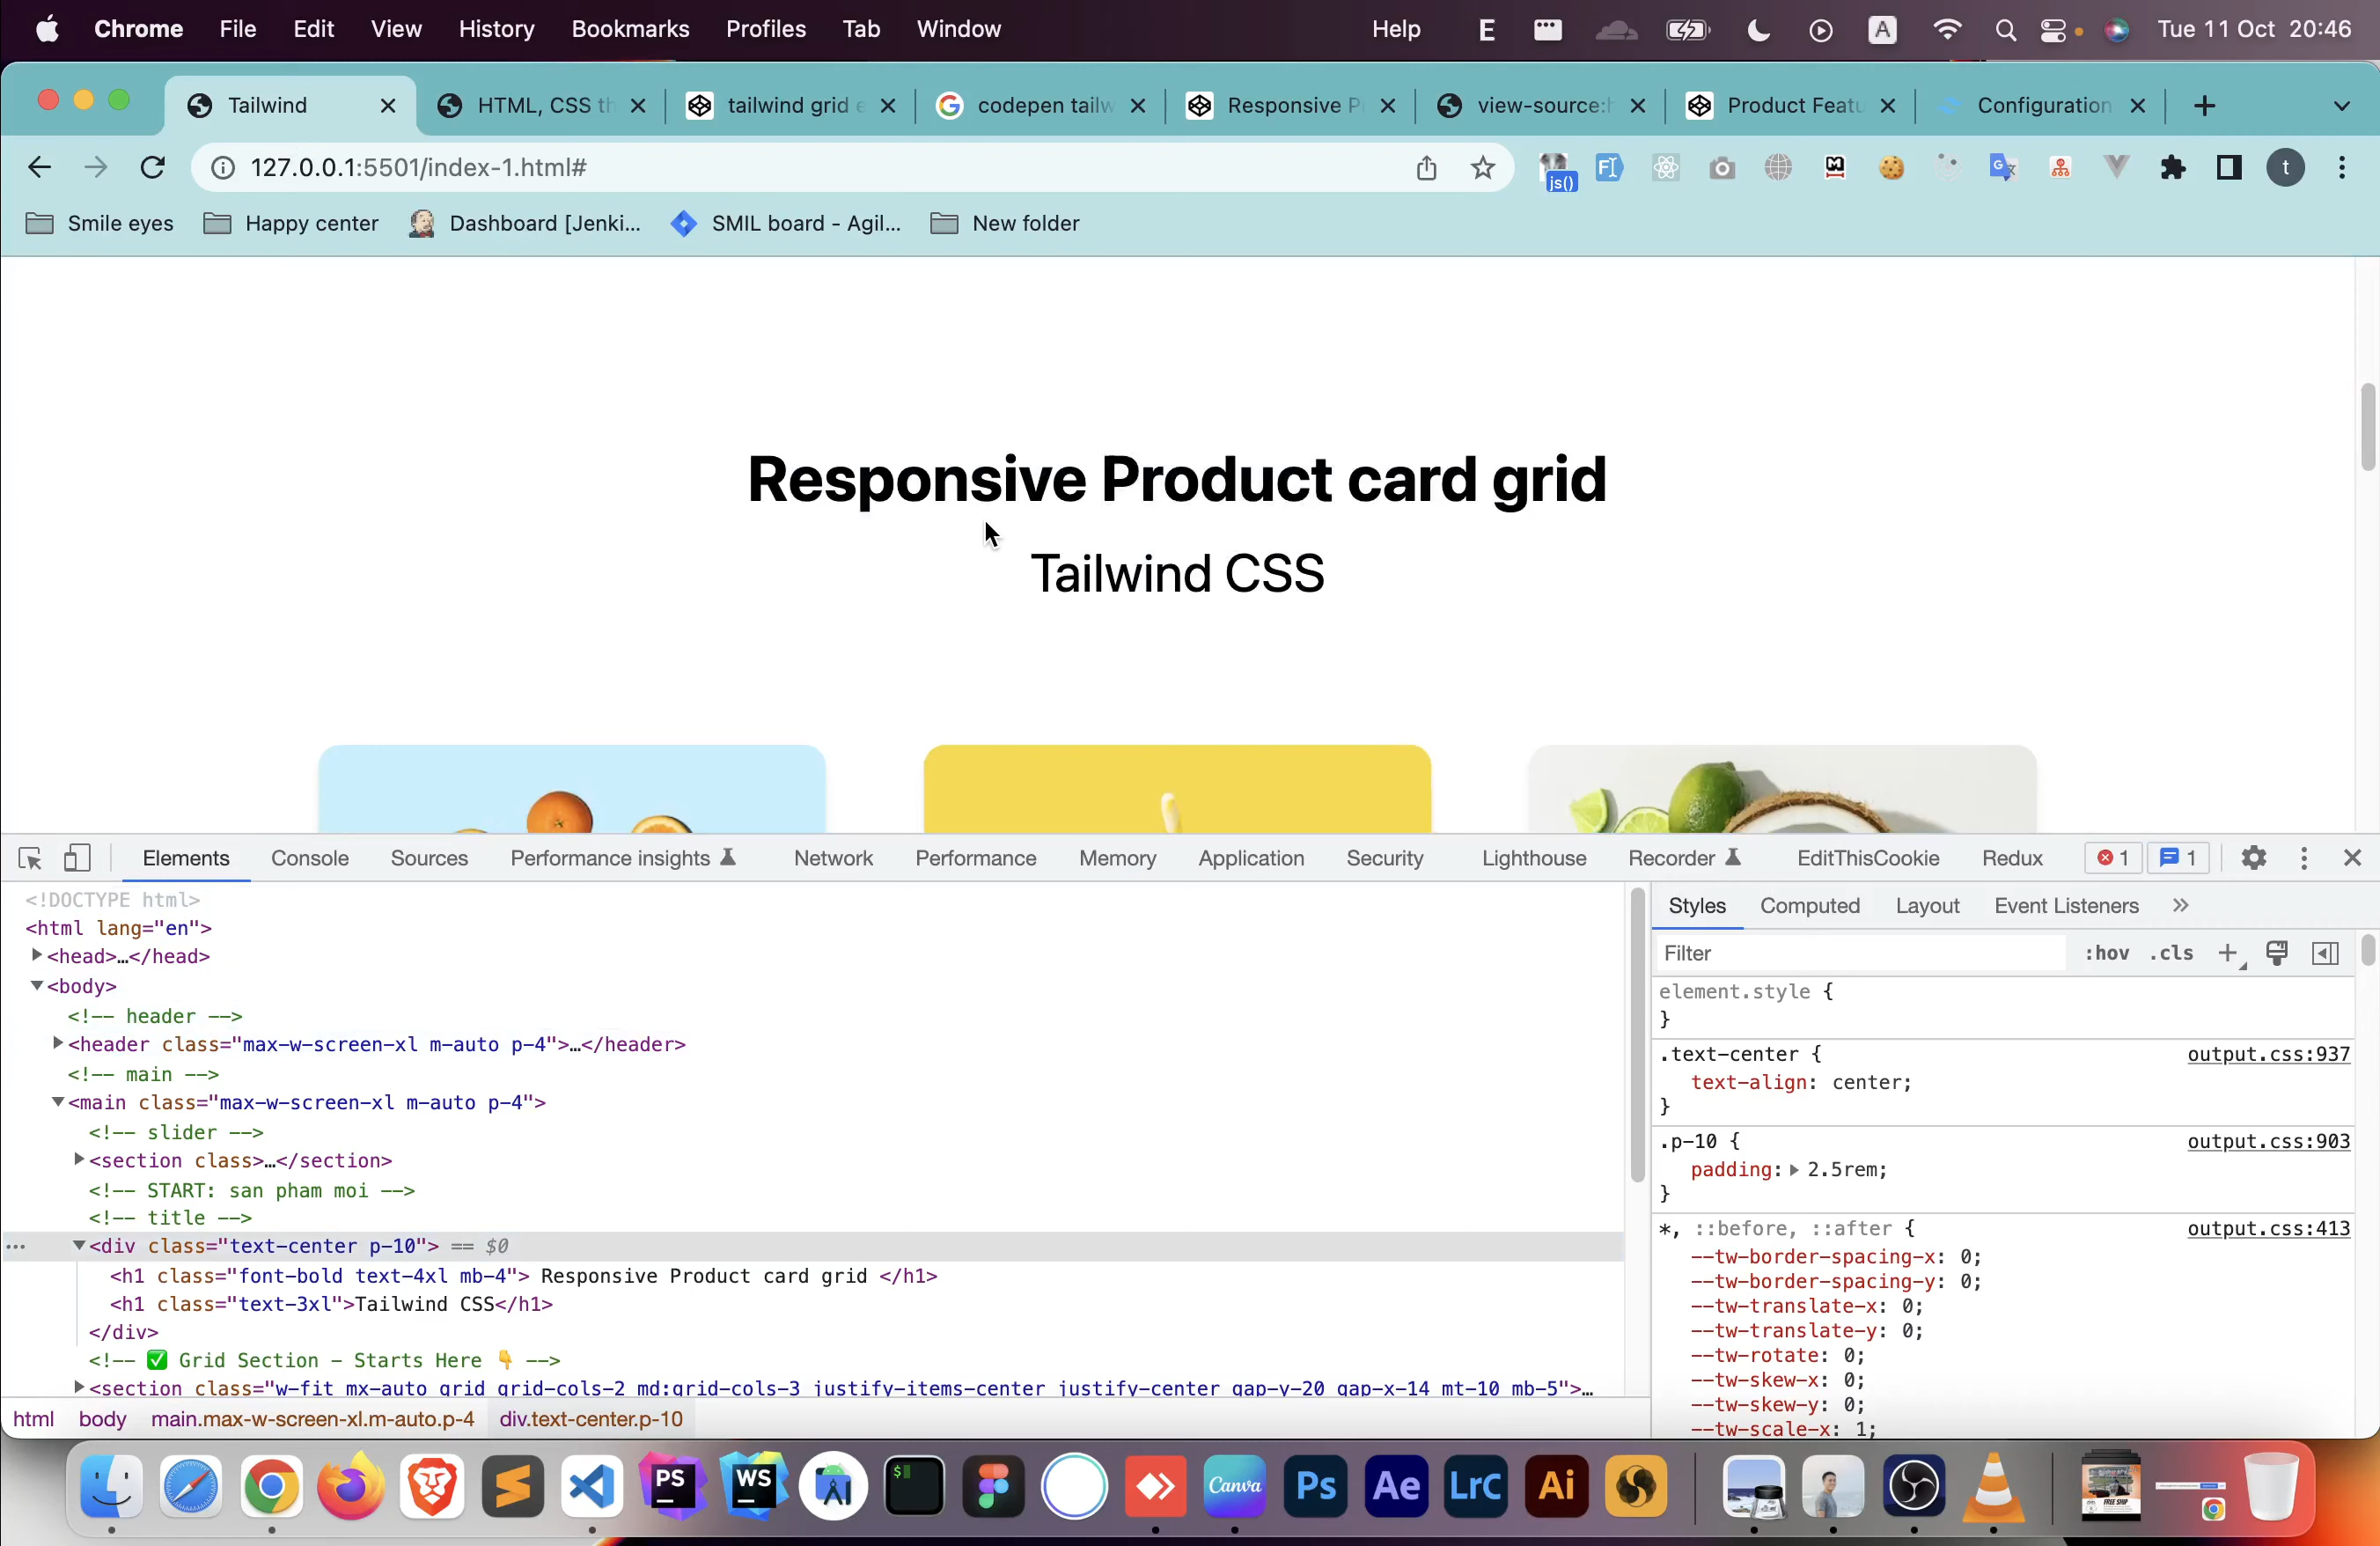 Chrome File Edit View History Bookmarks Profiles Tab Window Help E A Tue 11 Oct 20:46
Tailwind HTML, CSS th tailwind grid e codepen tailw Responsive P view-source:h Product Featu Configuration
127.0.0.1:5501/index-1.html# js() t
Smile eyes Happy center Dashboard [Jenki... SMIL board - Agil... New folder
Responsive Product card grid
Tailwind CSS
Elements Console Sources Performance insights Network Performance Memory Application Security Lighthouse Recorder EditThisCookie Redux 1 1
<!DOCTYPE html>
<html lang="en">
<head>…</head>
<body>
<!-- header -->
<header class="max-w-screen-xl m-auto p-4">…</header>
<!-- main -->
<main class="max-w-screen-xl m-auto p-4">
<!-- slider -->
<section class>…</section>
<!-- START: san pham moi -->
<!-- title -->
<div class="text-center p-10"> == $0
<h1 class="font-bold text-4xl mb-4"> Responsive Product card grid </h1>
<h1 class="text-3xl">Tailwind CSS</h1>
</div>
<!-- ✅ Grid Section - Starts Here 👇 -->
<section class="w-fit mx-auto grid grid-cols-2 md:grid-cols-3 justify-items-center justify-center gap-y-20 gap-x-14 mt-10 mb-5">…
html body main.max-w-screen-xl.m-auto.p-4 div.text-center.p-10
Styles Computed Layout Event Listeners »
Filter :hov .cls +
element.style {
}
.text-center { output.css:937
text-align: center;
}
.p-10 { output.css:903
padding: 2.5rem;
}
*, ::before, ::after { output.css:413
--tw-border-spacing-x: 0;
--tw-border-spacing-y: 0;
--tw-translate-x: 0;
--tw-translate-y: 0;
--tw-rotate: 0;
--tw-skew-x: 0;
--tw-skew-y: 0;
--tw-scale-x: 1;
PS WS $ Canva Ps Ae LrC Ai FREE SHIP